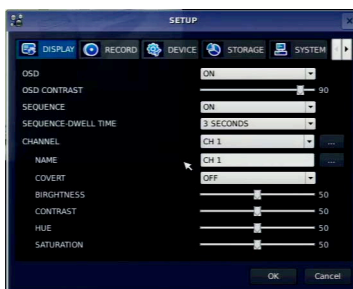 SETUP
DISPLAY RECORD DEVICE STORAGE SYSTEM
OSD ON
OSD CONTRAST 90
SEQUENCE ON
SEQUENCE-DWELL TIME 3 SECONDS
CHANNEL CH 1 ...
NAME CH 1 ...
COVERT OFF
BIRGHTNESS 50
CONTRAST 50
HUE 50
SATURATION 50
OK Cancel